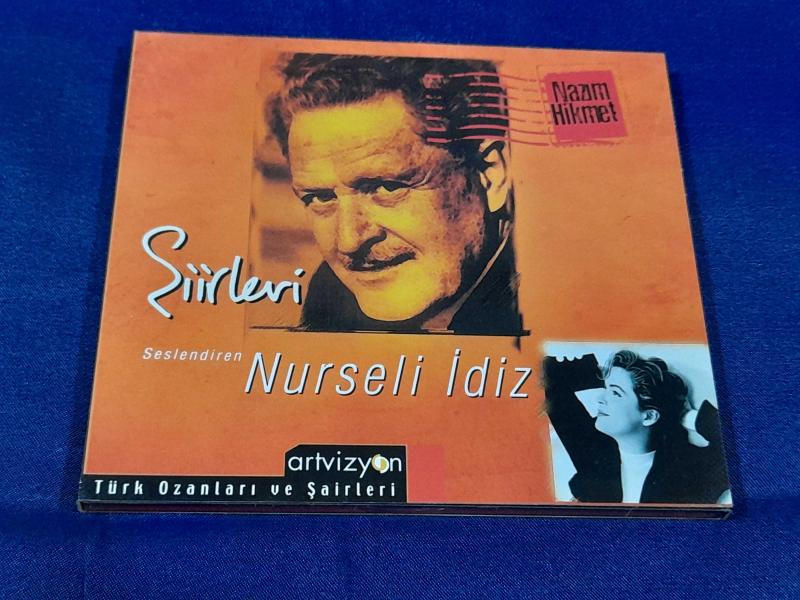 Nazım
Hikmet
Şiirleri
Seslendiren Nurseli İdiz
artvizyon
Türk Ozanları ve Şairleri